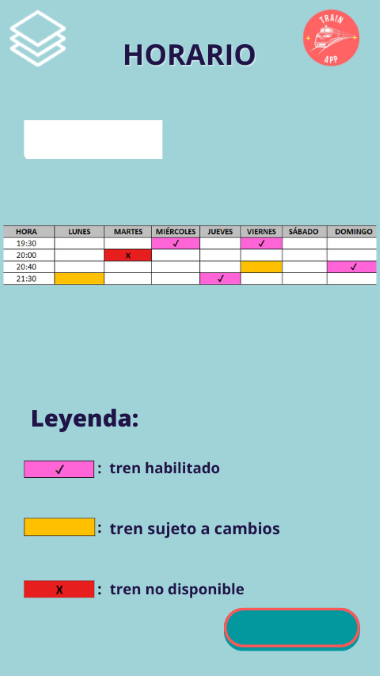 TRAIN
APP
HORARIO
HORA LUNES MARTES MIÉRCOLES JUEVES VIERNES SÁBADO DOMINGO
19:30 ✓ ✓
20:00 X
20:40 ✓
21:30 ✓
Leyenda:
✓ : tren habilitado
: tren sujeto a cambios
X : tren no disponible